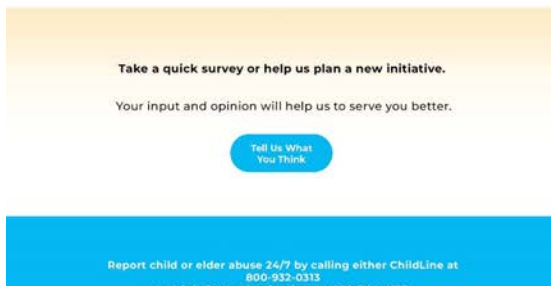 Take a quick survey or help us plan a new initiative.
Your input and opinion will help us to serve you better.
Tell Us What
You Think
Report child or elder abuse 24/7 by calling either ChildLine at
800-932-0313